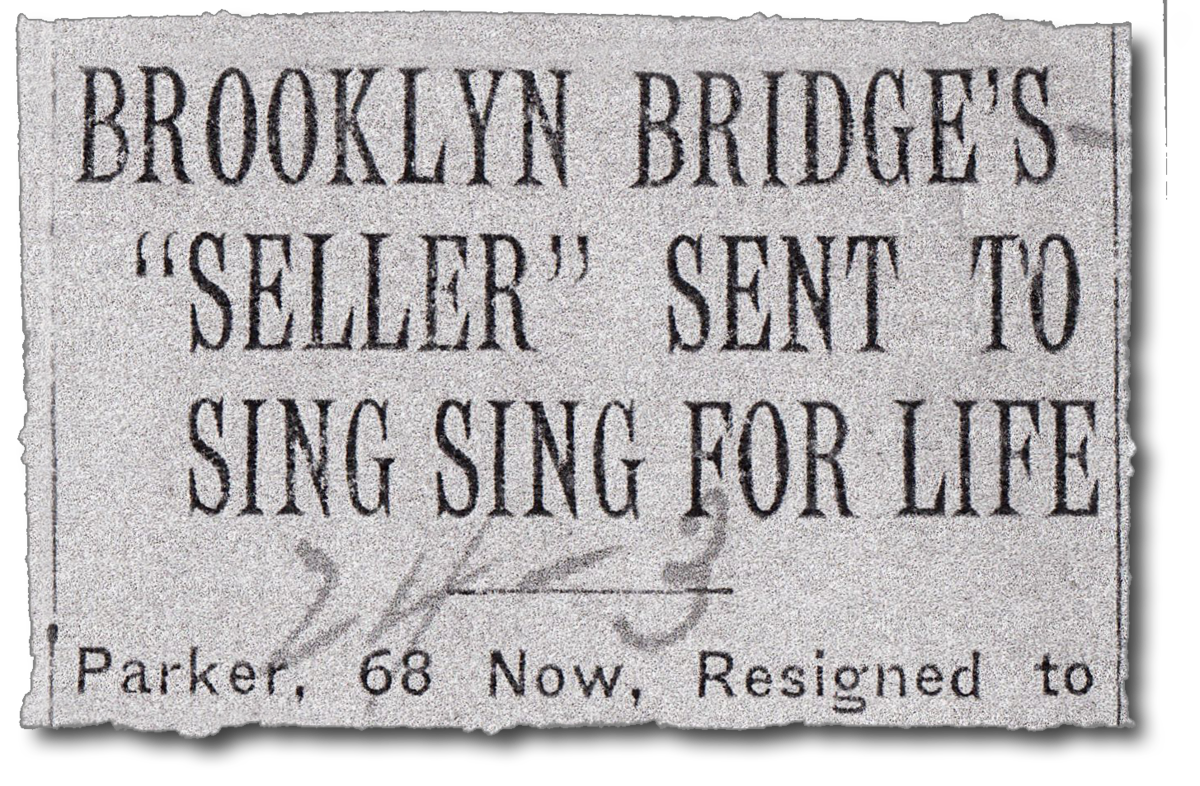 BROOKLYN BRIDGE'S
“SELLER” SENT TO
SING SING FOR LIFE
Parker, 68 Now, Resigned to